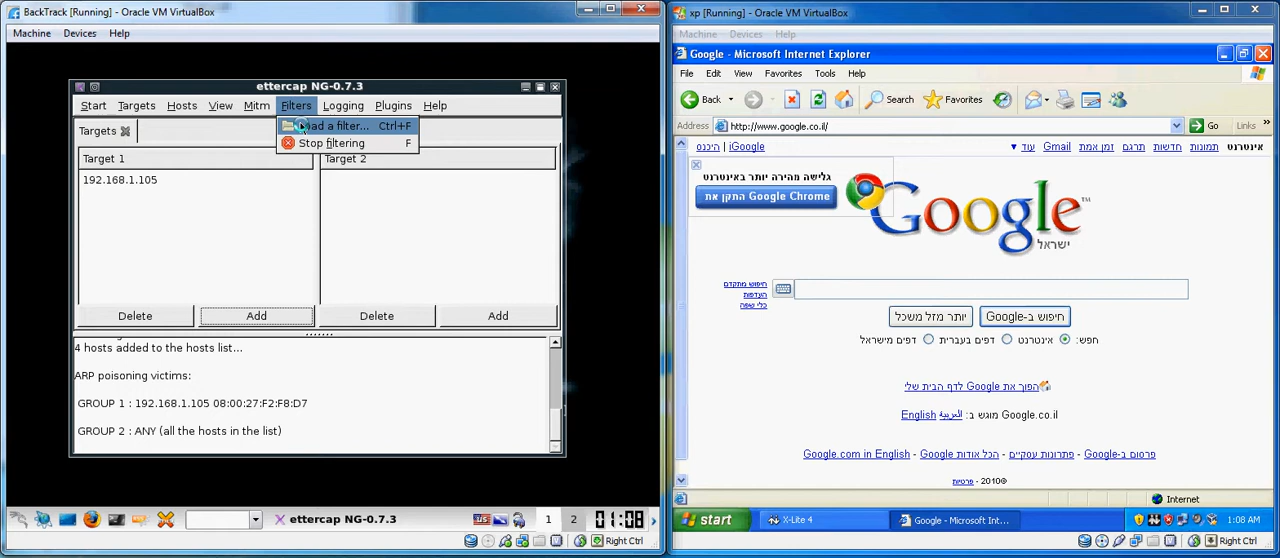 BackTrack [Running] - Oracle VM VirtualBox
Machine Devices Help
ettercap NG-0.7.3
Start Targets Hosts View Mitm Filters Logging Plugins Help
Targets
ad a filter... Ctrl+F
Stop filtering F
Target 1 Target 2
192.168.1.105
Delete Add Delete Add
4 hosts added to the hosts list...
ARP poisoning victims:
GROUP 1 : 192.168.1.105 08:00:27:F2:F8:D7
GROUP 2 : ANY (all the hosts in the list)
ettercap NG-0.7.3 1 2 01:08
Right Ctrl
xp [Running] - Oracle VM VirtualBox
Machine Devices Help
Google - Microsoft Internet Explorer
File Edit View Favorites Tools Help
Back Search Favorites
Address http://www.google.co.il/ Go Links »
אינטרנט תמונות חדשות תרגם זמן אמת Gmail עוד ▼
iGoogle | היכנס
גלישה מהירה יותר באינטרנט
התקן את Google Chrome
Google™
ישראל
חיפוש מתקדם
העדפות
כלי שפה
חיפוש ב-Google יותר מזל משכל
חפש: אינטרנט דפים בעברית דפים מישראל
הפוך את Google לדף הבית שלי
Google.co.il מוצג ב: العربية English
פרסום ב-Google פתרונות עסקיים הכל אודות Google Google.com in English
©2010 - פרטיות
Internet
start X-Lite 4 Google - Microsoft Int... 1:08 AM
Right Ctrl